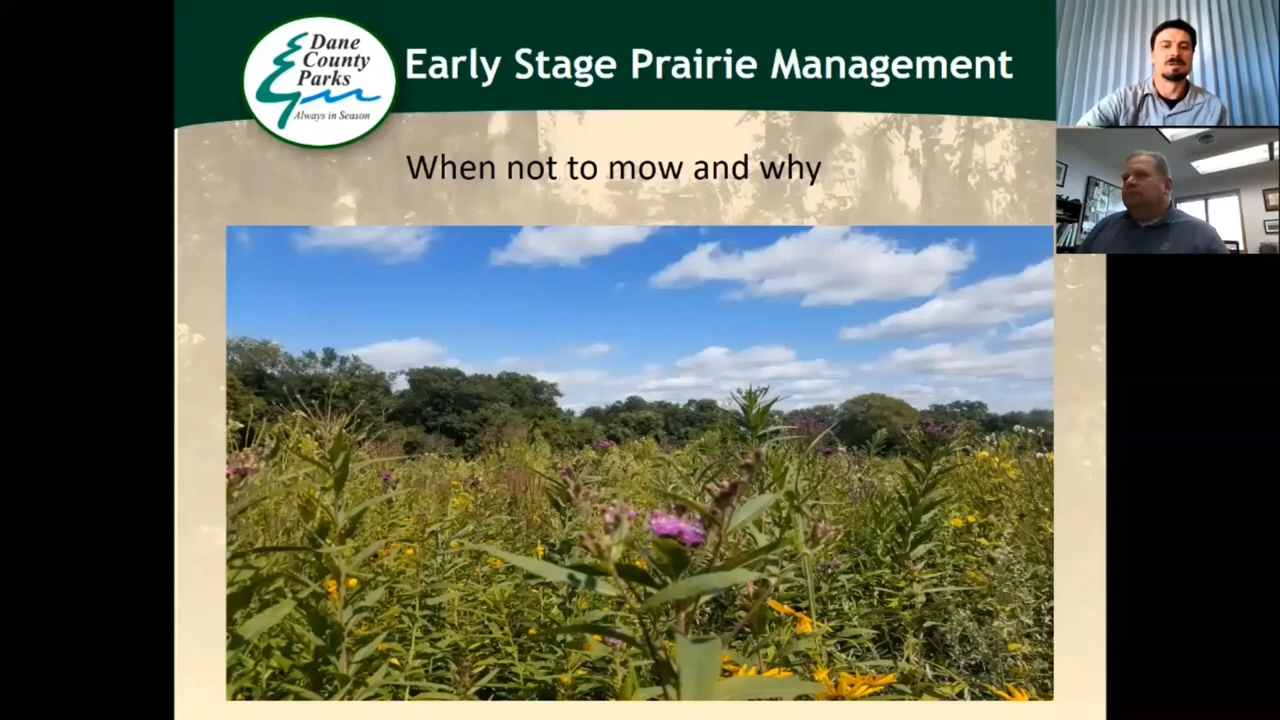 Dane
County
Parks
Always in Season
Early Stage Prairie Management
When not to mow and why